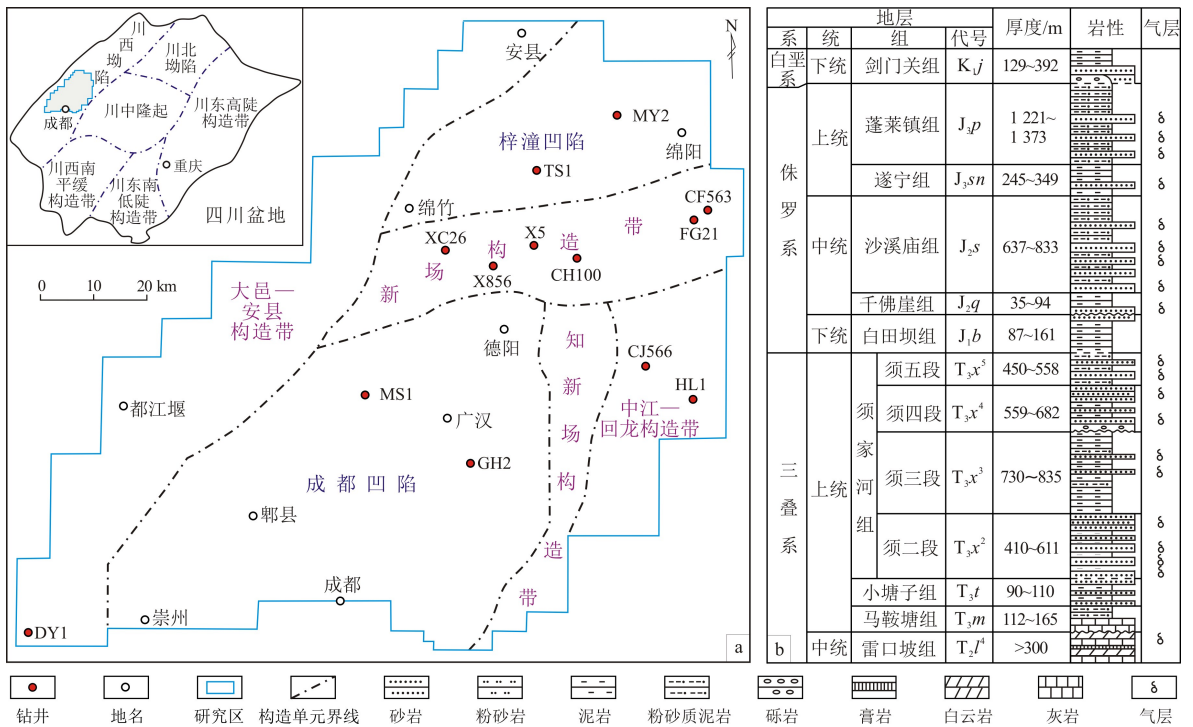 川西坳陷
川北坳陷
川中隆起
川东高陡构造带
成都
重庆
川西南平缓构造带
川东南低陡构造带
四川盆地
N
安县
MY2
绵阳
梓潼凹陷
TS1
绵竹
CF563
FG21
XC26
X5
X856
CH100
新场构造带
0 10 20 km
大邑—
安县
构造带
德阳
知新场构造带
CJ566
HL1
都江堰
MS1
广汉
中江—
回龙构造带
GH2
成都凹陷
郫县
成都
崇州
DY1
a
地层 厚度/m 岩性 气层
系 统 组 代号
白垩系 下统 剑门关组 K₁j 129~392
侏罗系 上统 蓬莱镇组 J₃p 1 221~1 373
遂宁组 J₃sn 245~349
中统 沙溪庙组 J₂s 637~833
千佛崖组 J₂q 35~94
下统 白田坝组 J₁b 87~161
三叠系 上统 须家河组 须五段 T₃x⁵ 450~558
须四段 T₃x⁴ 559~682
须三段 T₃x³ 730~835
须二段 T₃x² 410~611
小塘子组 T₃t 90~110
马鞍塘组 T₃m 112~165
中统 雷口坡组 T₂l⁴ >300
b
钻井 地名 研究区 构造单元界线 砂岩 粉砂岩 泥岩 粉砂质泥岩 砾岩 膏岩 白云岩 灰岩 气层